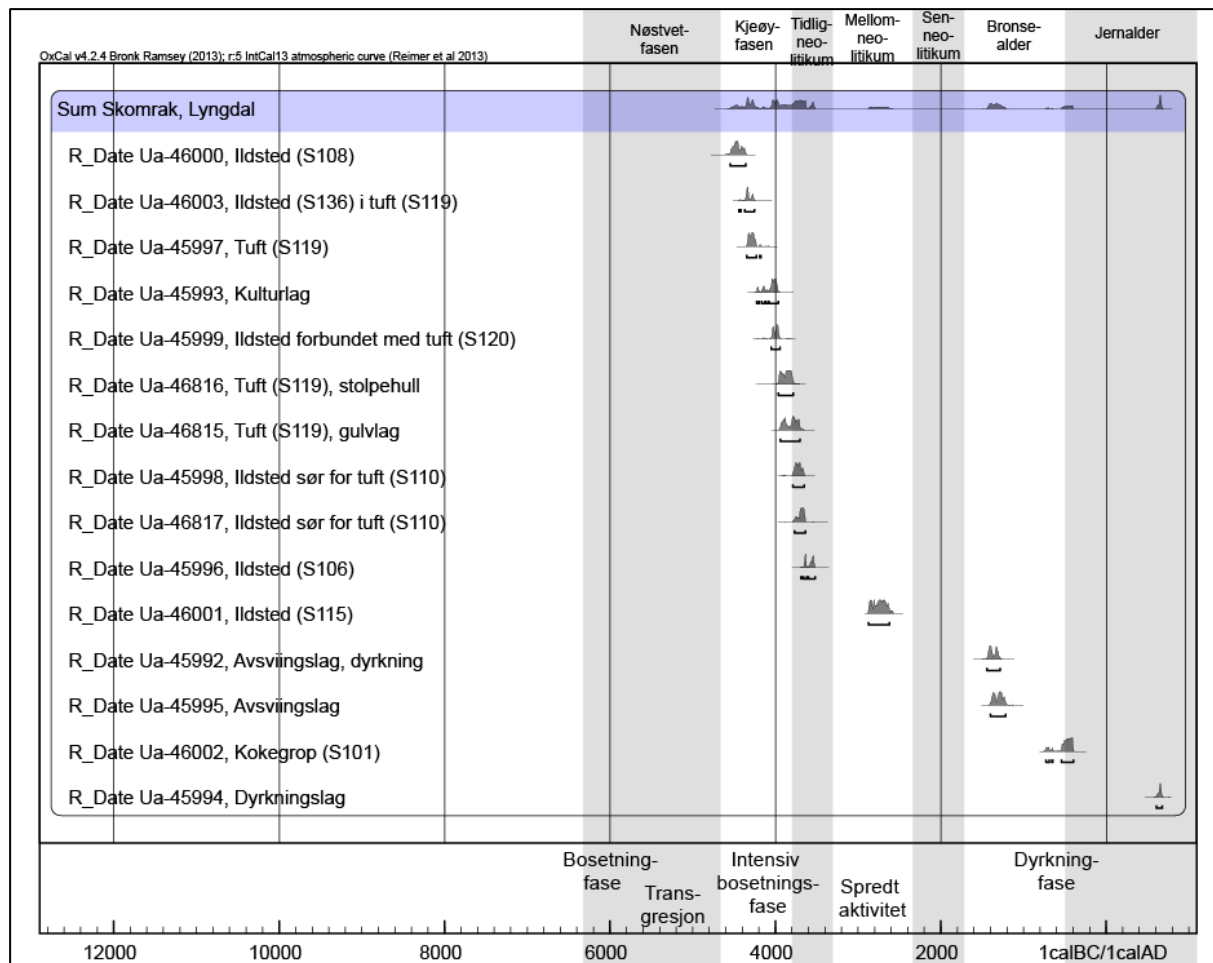 Nøstvet-
fasen
Kjeøy-
fasen
Tidlig-
neo-
litikum
Mellom-
neo-
litikum
Sen-
neo-
litikum
Bronse-
alder
Jernalder
OxCal v4.2.4 Bronk Ramsey (2013); r:5 IntCal13 atmospheric curve (Reimer et al 2013)
Sum Skomrak, Lyngdal
R_Date Ua-46000, Ildsted (S108)
R_Date Ua-46003, Ildsted (S136) i tuft (S119)
R_Date Ua-45997, Tuft (S119)
R_Date Ua-45993, Kulturlag
R_Date Ua-45999, Ildsted forbundet med tuft (S120)
R_Date Ua-46816, Tuft (S119), stolpehull
R_Date Ua-46815, Tuft (S119), gulvlag
R_Date Ua-45998, Ildsted sør for tuft (S110)
R_Date Ua-46817, Ildsted sør for tuft (S110)
R_Date Ua-45996, Ildsted (S106)
R_Date Ua-46001, Ildsted (S115)
R_Date Ua-45992, Avsviingslag, dyrkning
R_Date Ua-45995, Avsviingslag
R_Date Ua-46002, Kokegrop (S101)
R_Date Ua-45994, Dyrkningslag
Bosetning-
fase
Trans-
gresjon
Intensiv
bosetnings-
fase
Spredt
aktivitet
Dyrkning-
fase
12000 10000 8000 6000 4000 2000 1calBC/1calAD